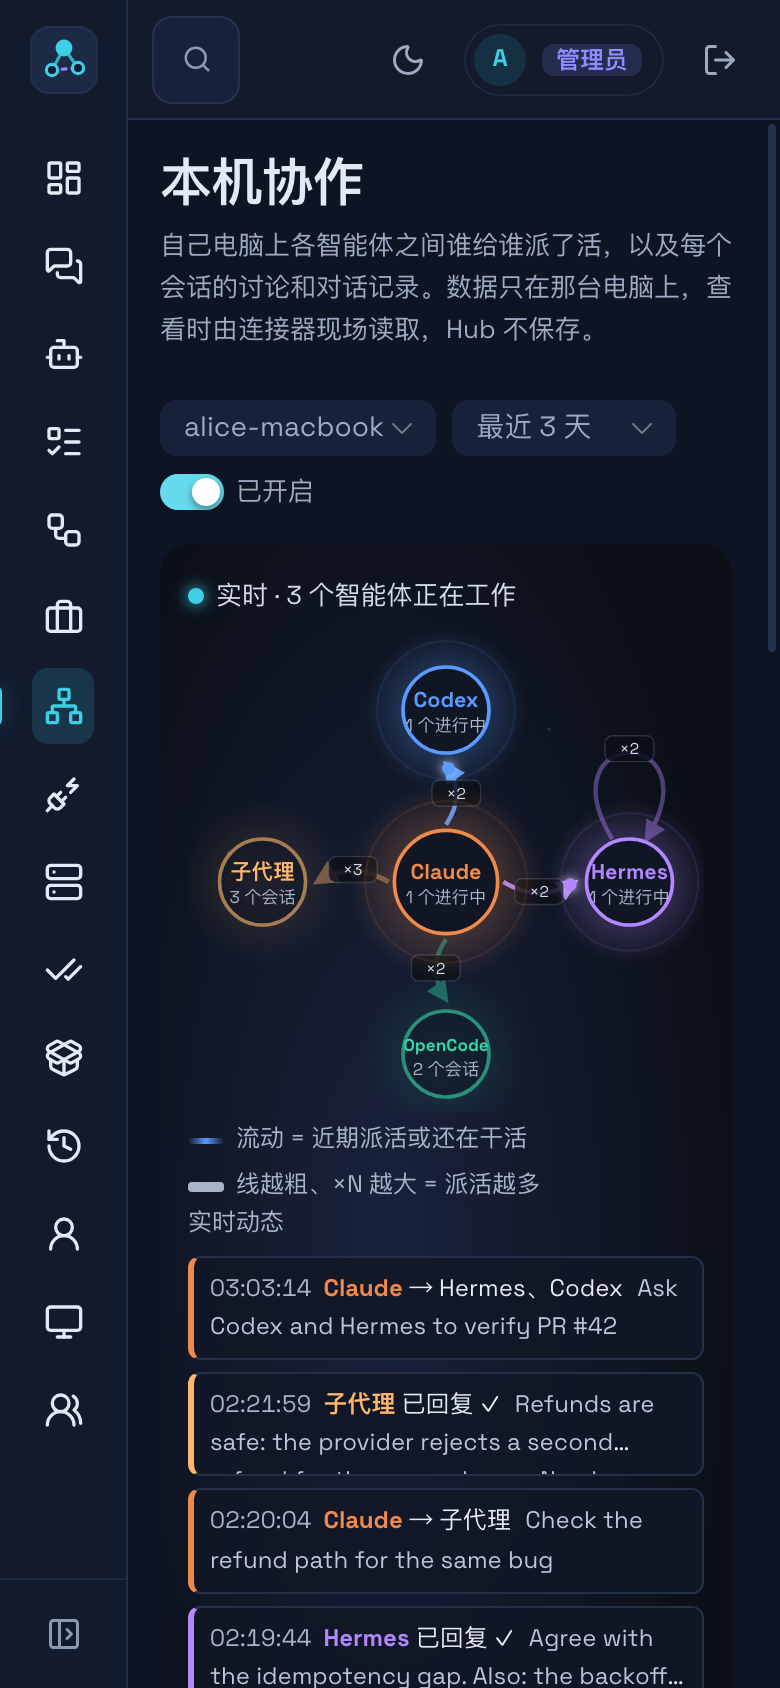 A 管理员
本机协作
自己电脑上各智能体之间谁给谁派了活，以及每个
会话的讨论和对话记录。数据只在那台电脑上，查
看时由连接器现场读取，Hub 不保存。
alice-macbook 最近 3 天
已开启
实时 · 3 个智能体正在工作
Codex
1 个进行中
×2
×2
子代理
3 个会话
×3
Claude
1 个进行中
×2
Hermes
1 个进行中
×2
OpenCode
2 个会话
流动 = 近期派活或还在干活
线越粗、×N 越大 = 派活越多
实时动态
03:03:14 Claude → Hermes、Codex Ask
Codex and Hermes to verify PR #42
02:21:59 子代理 已回复 ✓ Refunds are
safe: the provider rejects a second…
02:20:04 Claude → 子代理 Check the
refund path for the same bug
02:19:44 Hermes 已回复 ✓ Agree with
the idempotency gap. Also: the backoff…